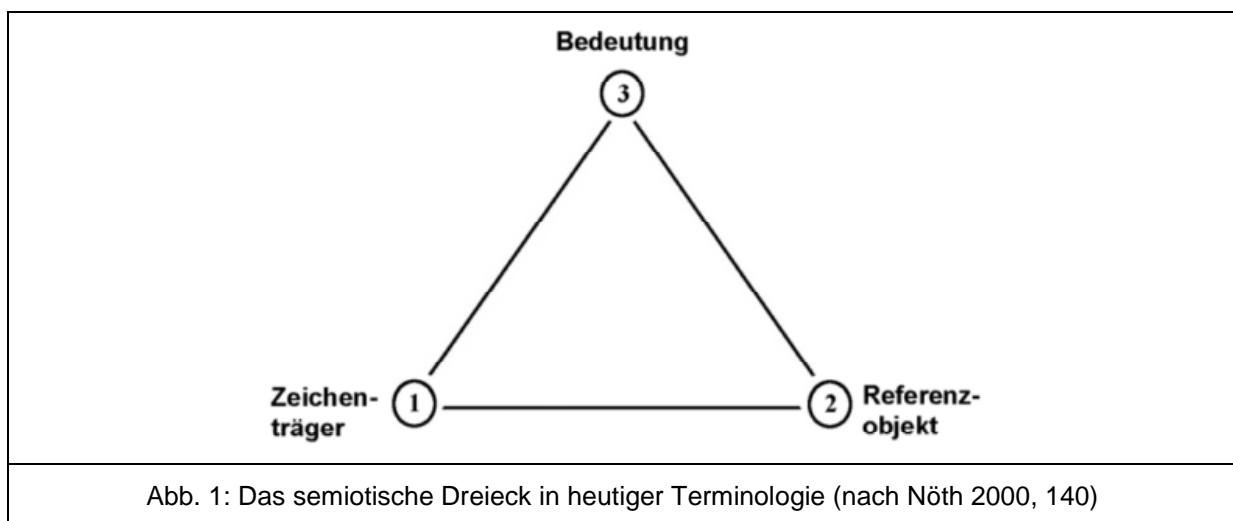 Bedeutung
3
Zeichen-
träger
1
2
Referenz-
objekt
Abb. 1: Das semiotische Dreieck in heutiger Terminologie (nach Nöth 2000, 140)